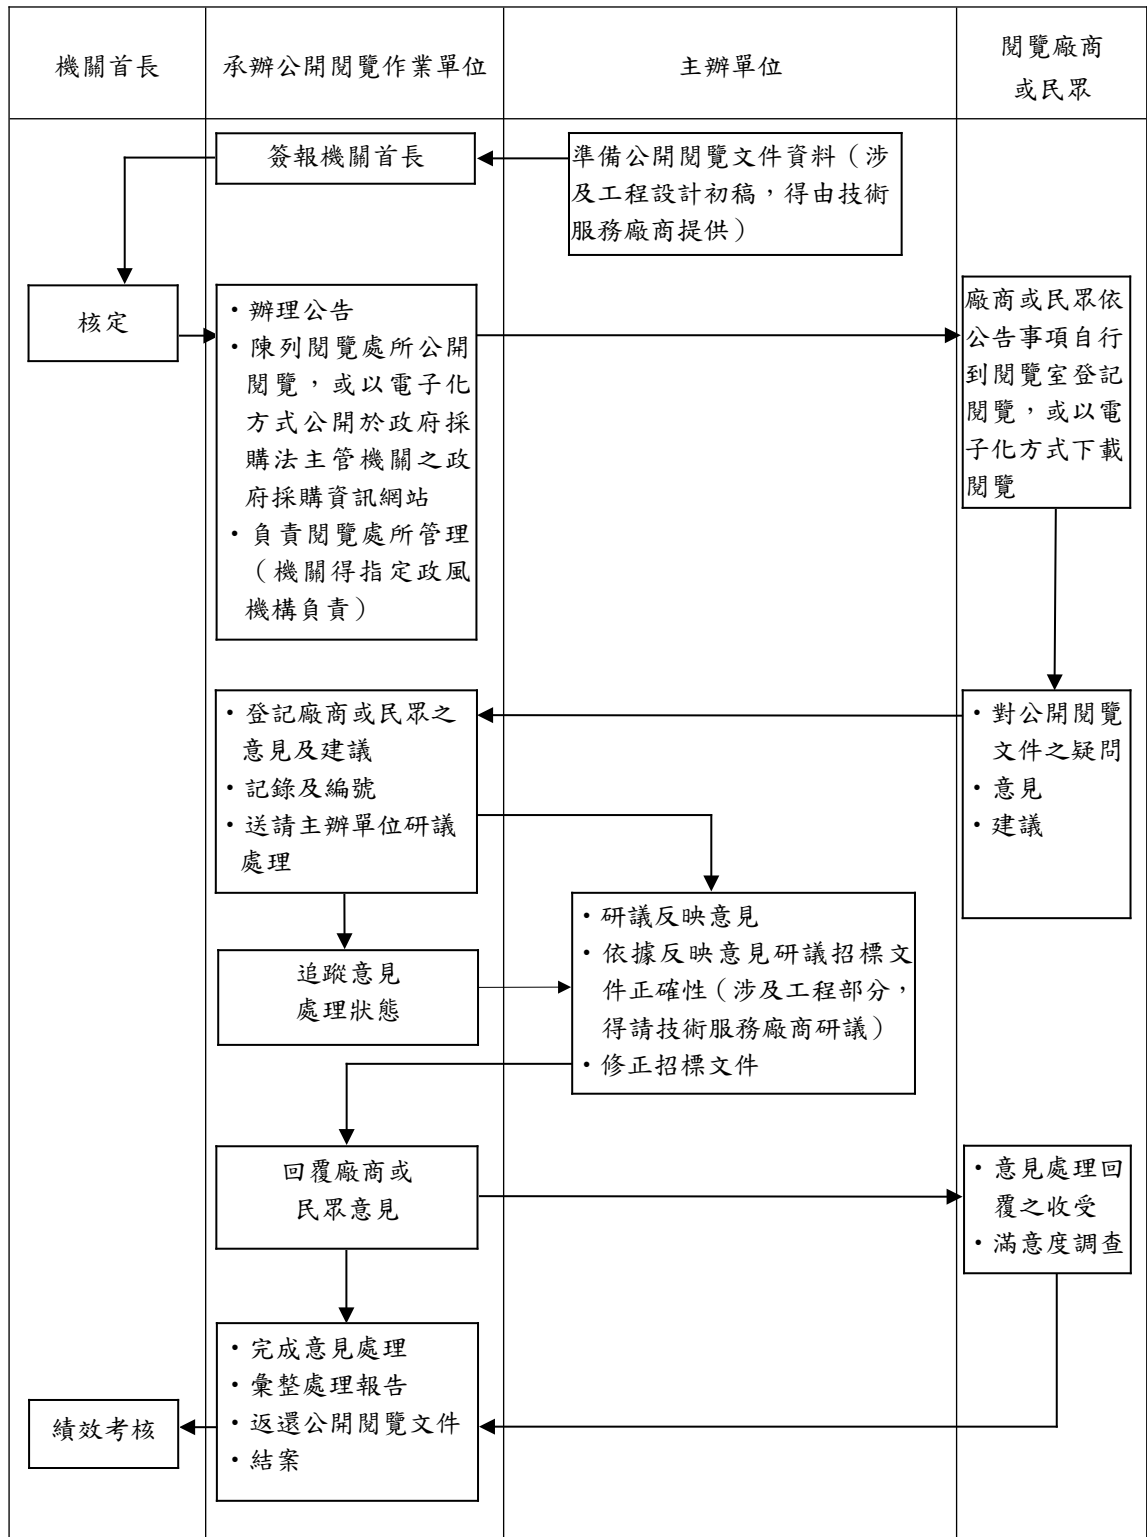 機關首長
承辦公開閱覽作業單位
主辦單位
閱覽廠商
或民眾
簽報機關首長
準備公開閱覽文件資料（涉
及工程設計初稿，得由技術
服務廠商提供）
核定
・辦理公告
・陳列閱覽處所公開
閱覽，或以電子化
方式公開於政府採
購法主管機關之政
府採購資訊網站
・負責閱覽處所管理
（機關得指定政風
機構負責）
廠商或民眾依
公告事項自行
到閱覽室登記
閱覽，或以電
子化方式下載
閱覽
・登記廠商或民眾之
意見及建議
・記錄及編號
・送請主辦單位研議
處理
・對公開閱覽
文件之疑問
・意見
・建議
・研議反映意見
・依據反映意見研議招標文
件正確性（涉及工程部分，
得請技術服務廠商研議）
・修正招標文件
追蹤意見
處理狀態
回覆廠商或
民眾意見
・意見處理回
覆之收受
・滿意度調查
・完成意見處理
・彙整處理報告
・返還公開閱覽文件
・結案
績效考核